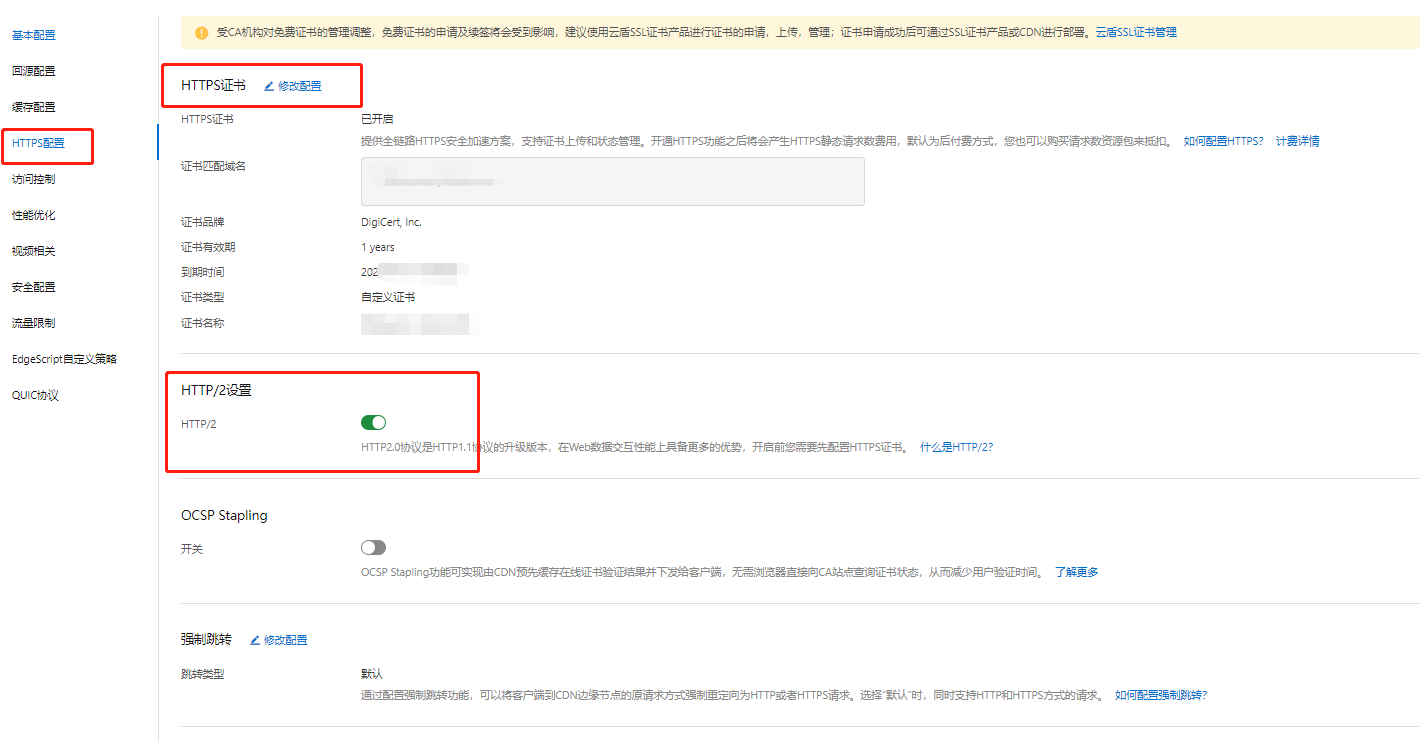 受CA机构对免费证书的管理调整，免费证书的申请及续签将会受到影响，建议使用云盾SSL证书产品进行证书的申请，上传，管理；证书申请成功后可通过SSL证书产品或CDN进行部署。云盾SSL证书管理
基本配置
回源配置
缓存配置
HTTPS配置
访问控制
性能优化
视频相关
安全配置
流量限制
EdgeScript自定义策略
QUIC协议
HTTPS证书 修改配置
HTTPS证书 已开启
提供全链路HTTPS安全加速方案，支持证书上传和状态管理。开通HTTPS功能之后将会产生HTTPS静态请求数费用，默认为后付费方式，您也可以购买请求数资源包来抵扣。 如何配置HTTPS？ 计费详情
证书匹配域名
证书品牌 DigiCert, Inc.
证书有效期 1 years
到期时间 202
证书类型 自定义证书
证书名称
HTTP/2设置
HTTP/2
HTTP2.0协议是HTTP1.1协议的升级版本，在Web数据交互性能上具备更多的优势，开启前您需要先配置HTTPS证书。 什么是HTTP/2？
OCSP Stapling
开关
OCSP Stapling功能可实现由CDN预先缓存在线证书验证结果并下发给客户端，无需浏览器直接向CA站点查询证书状态，从而减少用户验证时间。 了解更多
强制跳转 修改配置
跳转类型 默认
通过配置强制跳转功能，可以将客户端到CDN边缘节点的原请求方式强制重定向为HTTP或者HTTPS请求。选择"默认"时，同时支持HTTP和HTTPS方式的请求。 如何配置强制跳转？